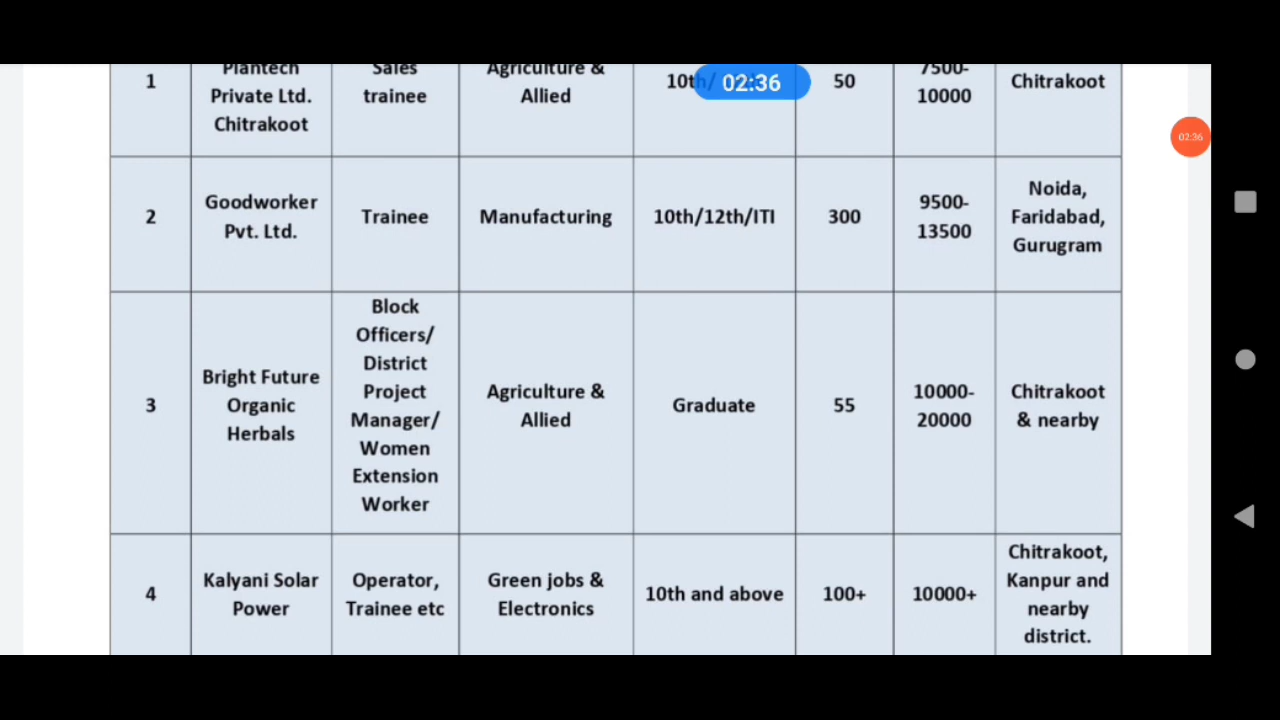 1
Plantech
Private Ltd.
Chitrakoot
Sales
trainee
Agriculture &
Allied
02:36
50
7500-
10000
Chitrakoot
02:36
2
Goodworker
Pvt. Ltd.
Trainee
Manufacturing
10th/12th/ITI
300
9500-
13500
Noida,
Faridabad,
Gurugram
3
Bright Future
Organic
Herbals
Block
Officers/
District
Project
Manager/
Women
Extension
Worker
Agriculture &
Allied
Graduate
55
10000-
20000
Chitrakoot
& nearby
4
Kalyani Solar
Power
Operator,
Trainee etc
Green jobs &
Electronics
10th and above
100+
10000+
Chitrakoot,
Kanpur and
nearby
district.